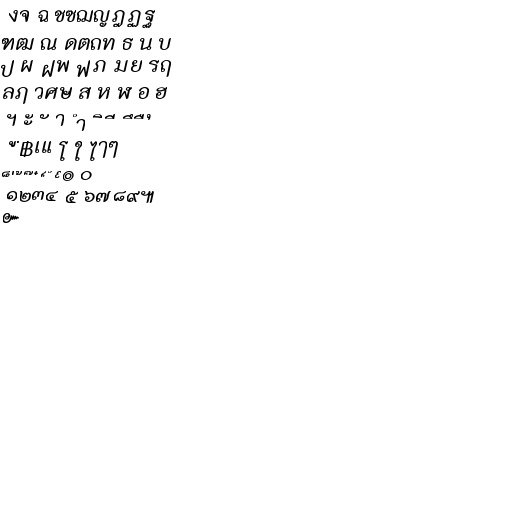 ง จ ฉ ช ซ ฌ ญ ฎ ฏ ฐ
ฑ ฒ ณ ด ต ถ ท ธ น บ
ป ผ ฝ พ ฟ ภ ม ย ร ฤ
ล ฦ ว ศ ษ ส ห ฬ อ ฮ
ฯ ะ ั า ำ ิ ี ึ ื ุ
ู ฺ ฿ เ แ โ ใ ไ ๅ ๆ
็ ่ ้ ๊ ๋ ์ ํ ๎ ๏ ๐
๑ ๒ ๓ ๔ ๕ ๖ ๗ ๘ ๙ ๚
๛